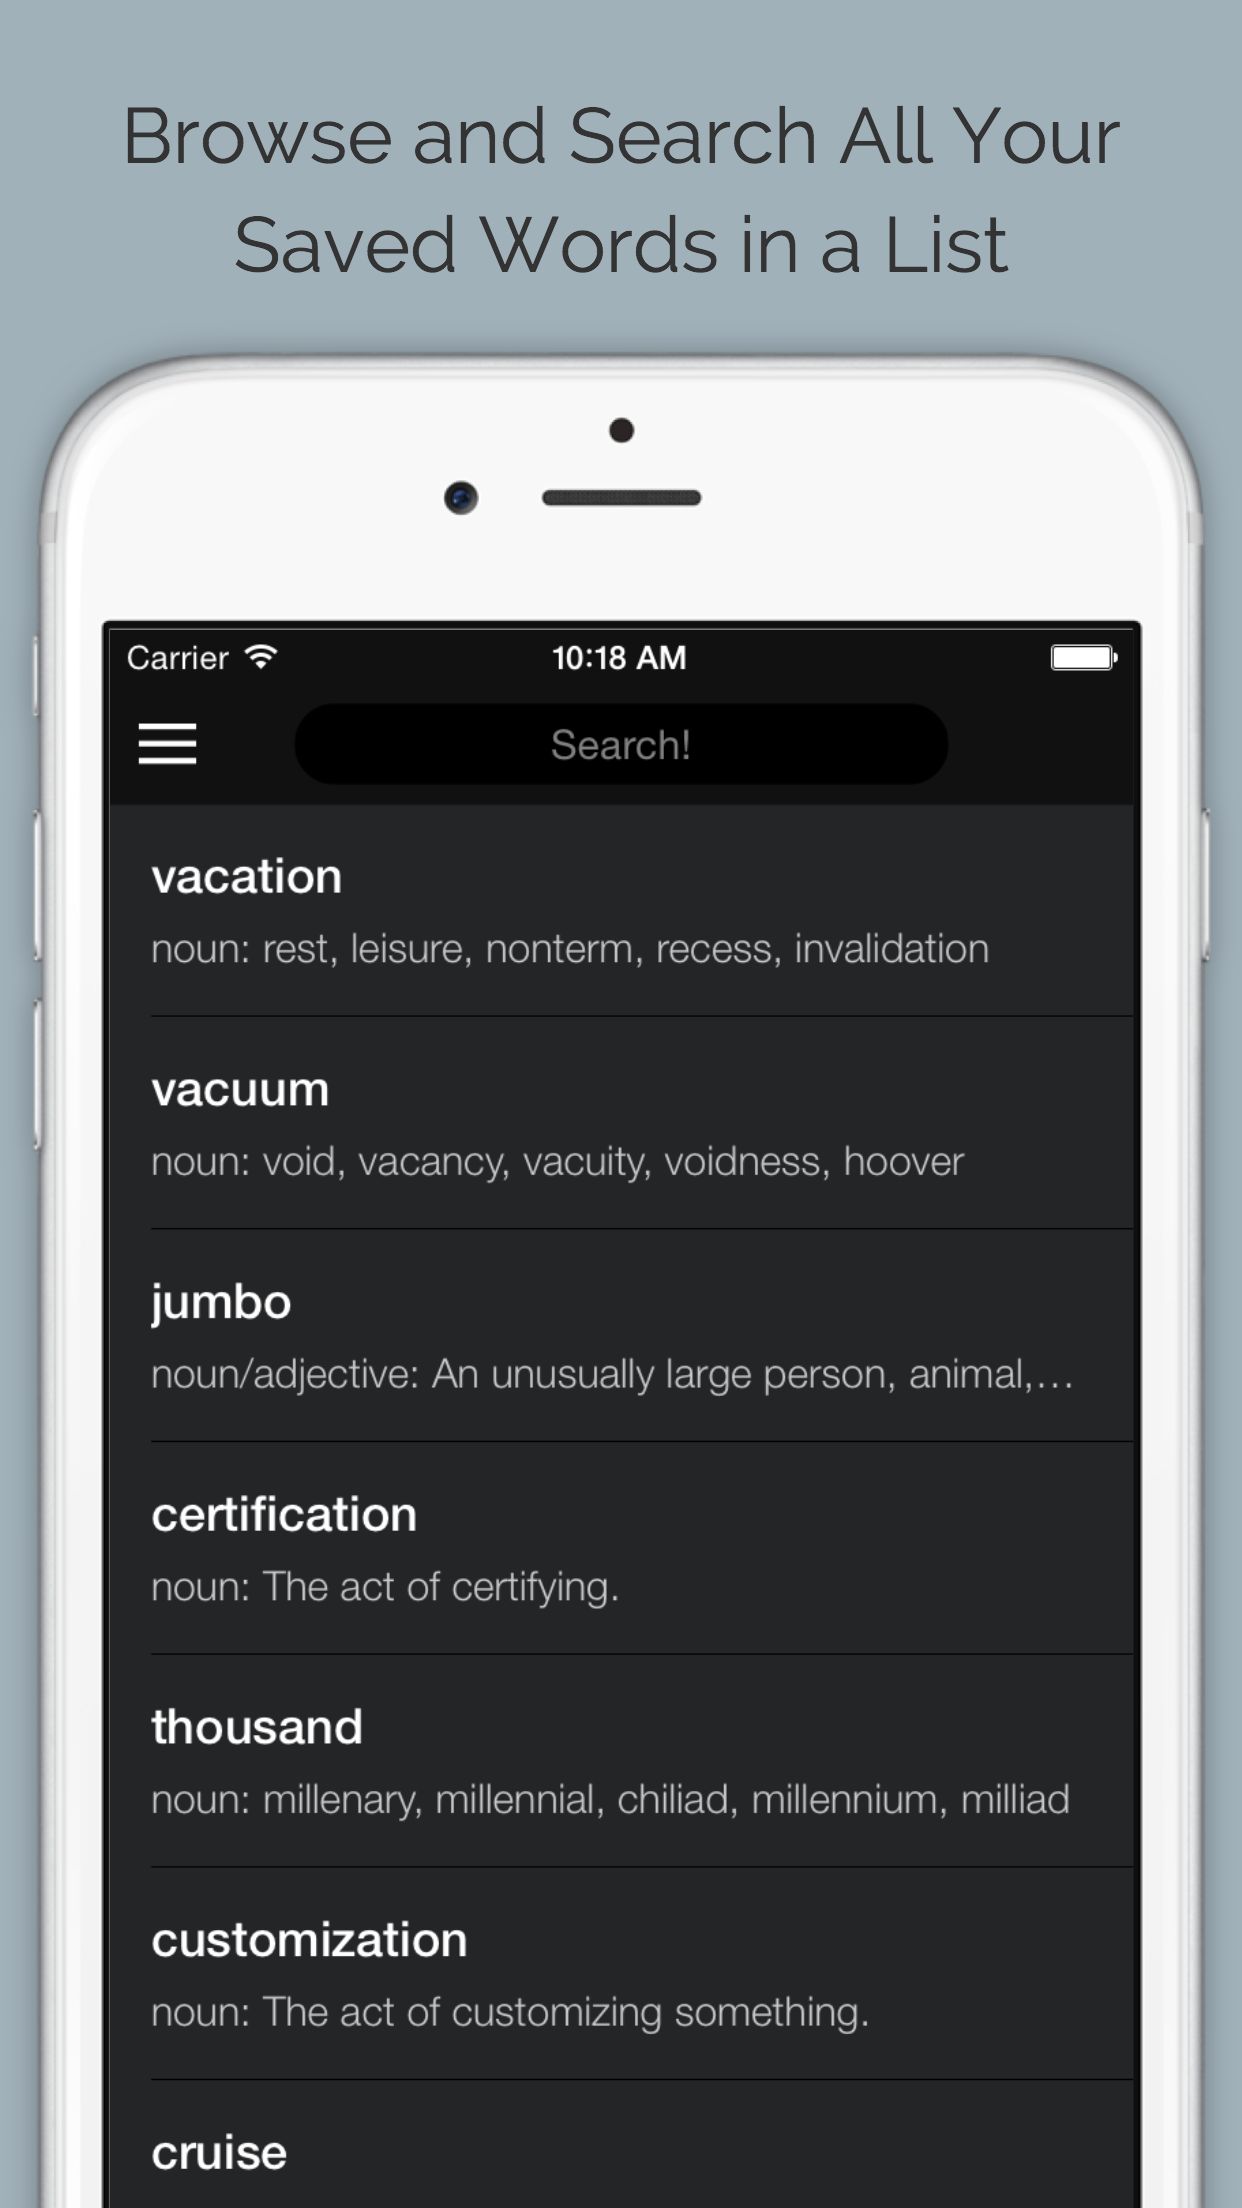 Browse and Search All Your
Saved Words in a List
Carrier 10:18 AM
Search!
vacation
noun: rest, leisure, nonterm, recess, invalidation
vacuum
noun: void, vacancy, vacuity, voidness, hoover
jumbo
noun/adjective: An unusually large person, animal,...
certification
noun: The act of certifying.
thousand
noun: millenary, millennial, chiliad, millennium, milliad
customization
noun: The act of customizing something.
cruise